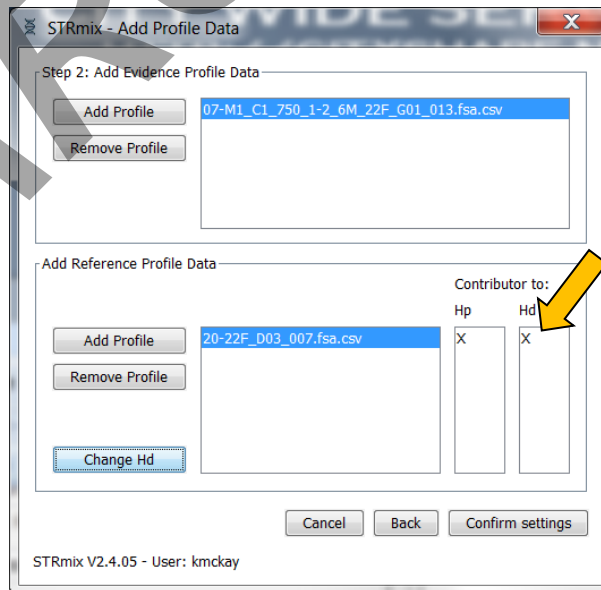 STRmix - Add Profile Data
X
Step 2: Add Evidence Profile Data
Add Profile
07-M1_C1_750_1-2_6M_22F_G01_013.fsa.csv
Remove Profile
Add Reference Profile Data
Contributor to:
Hp Hd
Add Profile
20-22F_D03_007.fsa.csv
X X
Remove Profile
Change Hd
Cancel Back Confirm settings
STRmix V2.4.05 - User: kmckay